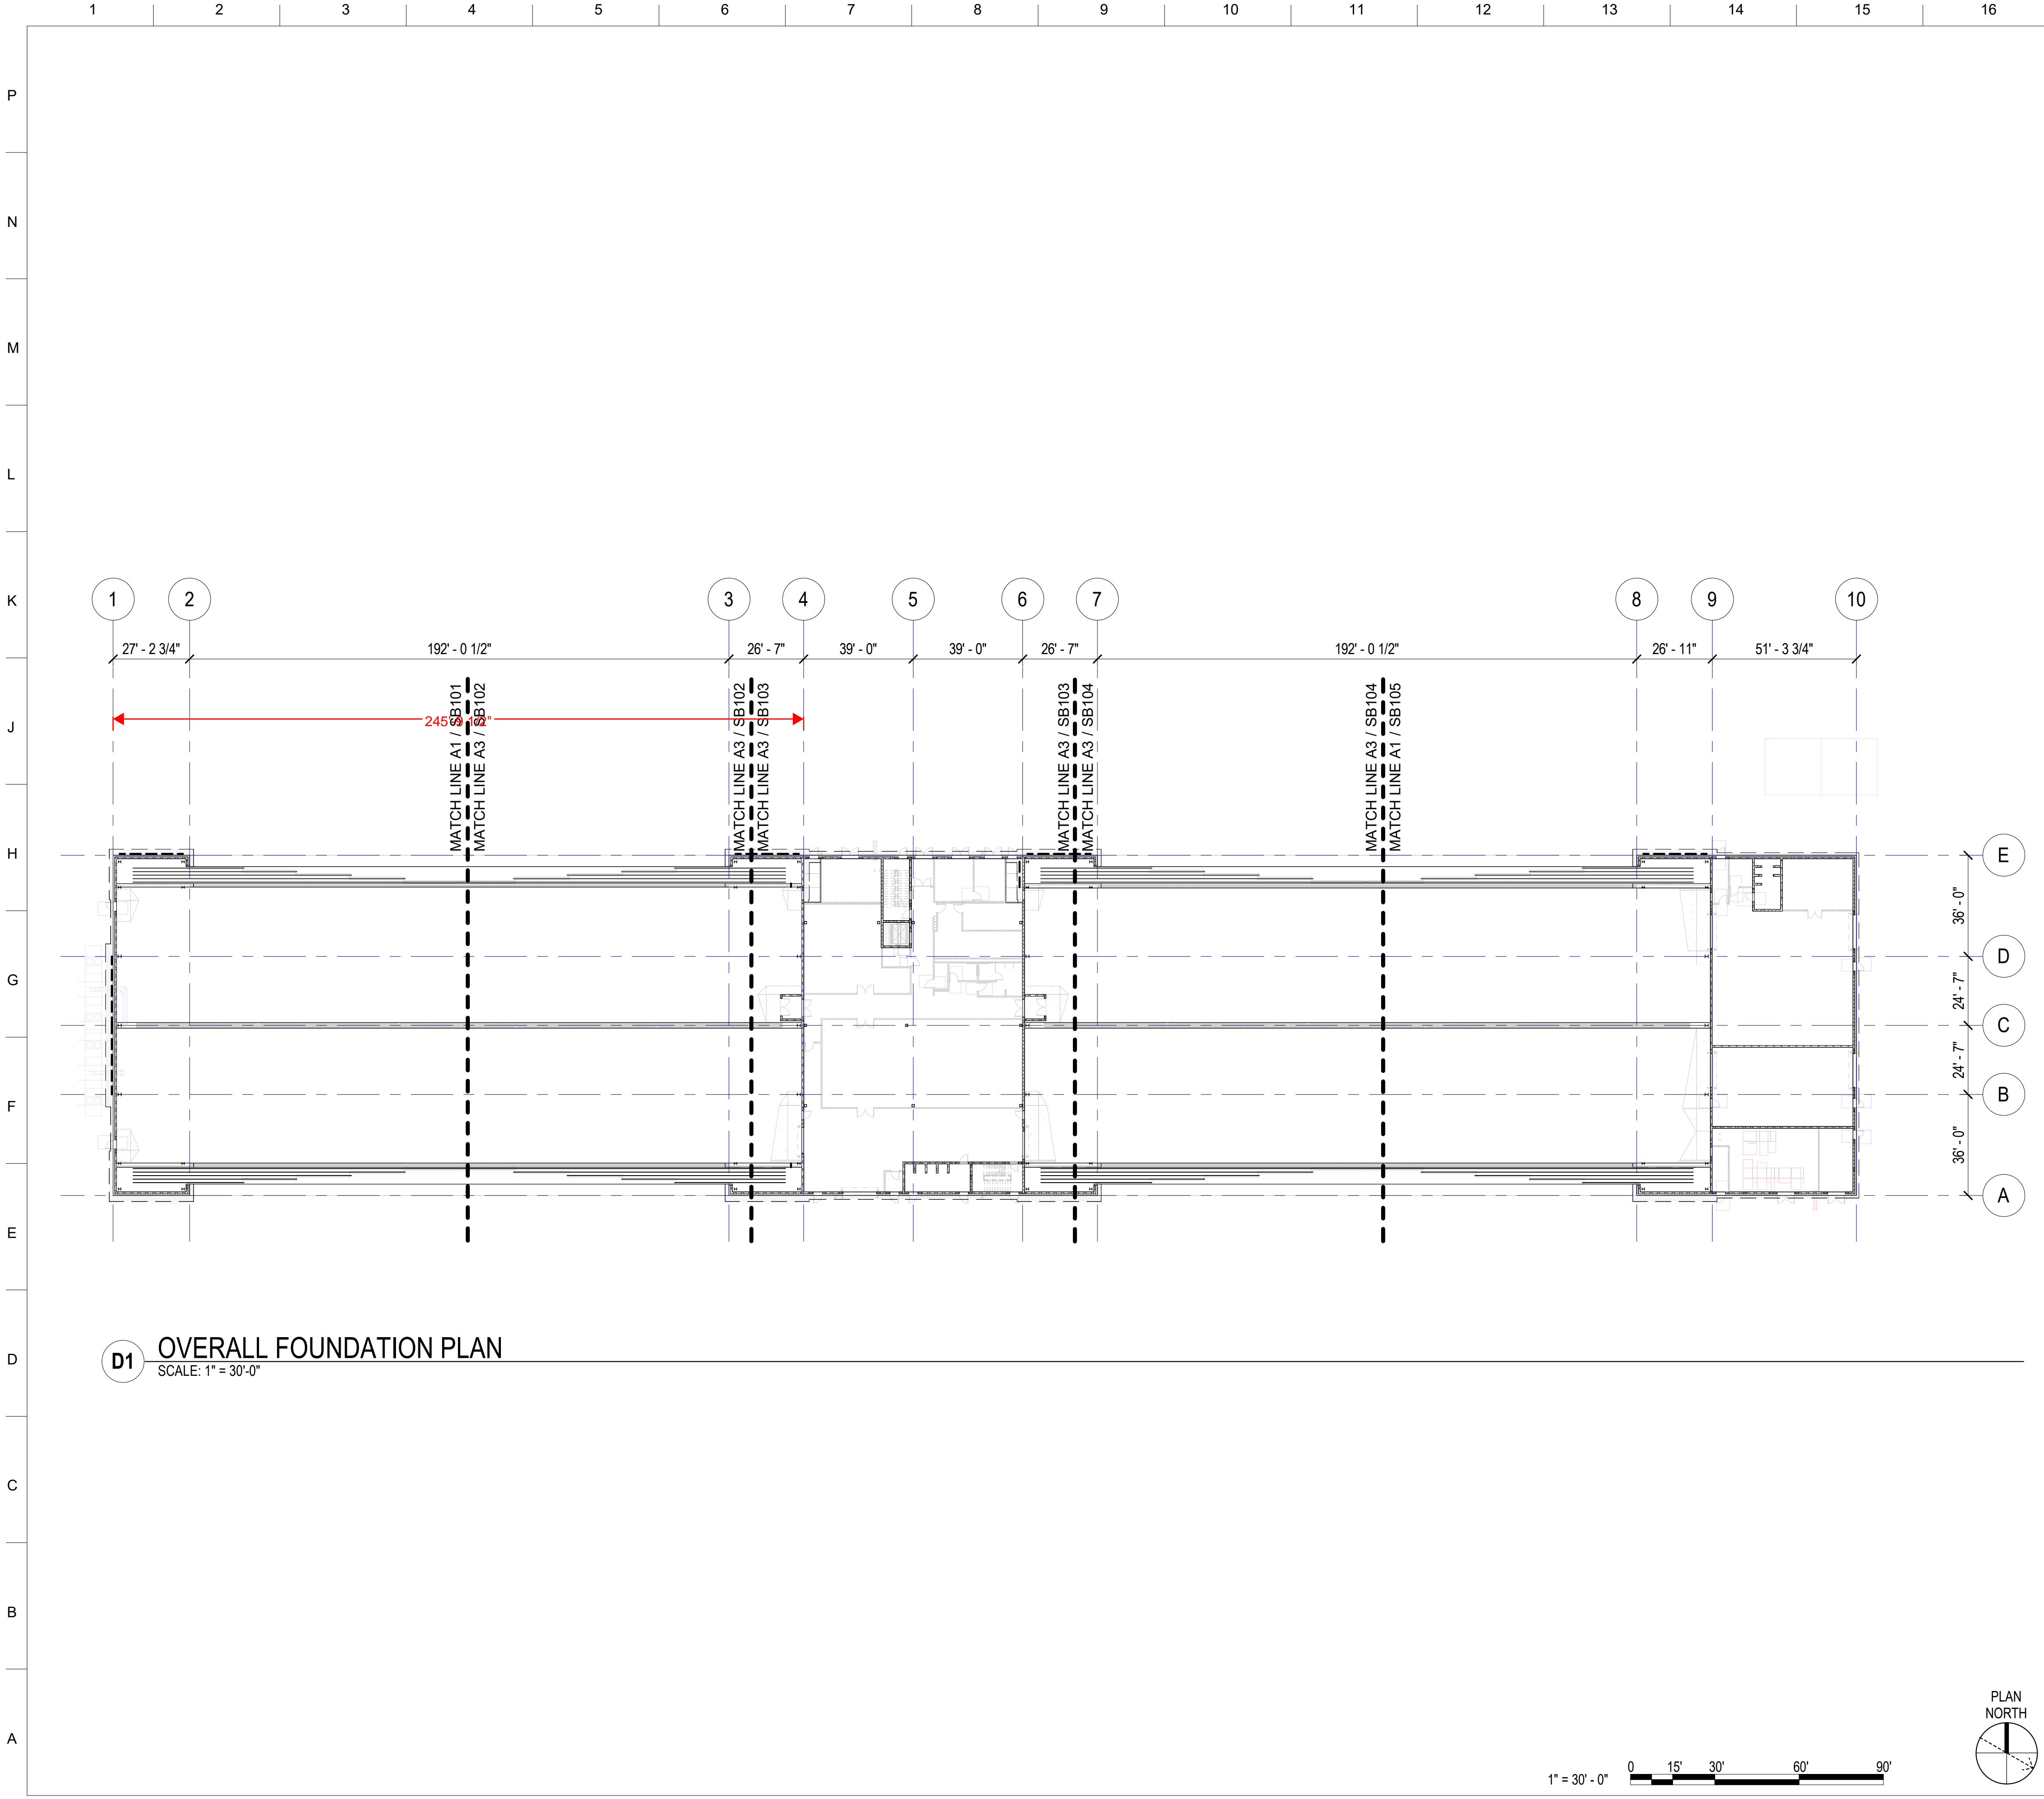 1 2 3 4 5 6 7 8 9 10 11 12 13 14 15 16
P
N
M
L
K
J
H
G
F
E
D
C
B
A
1 2 3 4 5 6 7 8 9 10
27' - 2 3/4" 192' - 0 1/2" 26' - 7" 39' - 0" 39' - 0" 26' - 7" 192' - 0 1/2" 26' - 11" 51' - 3 3/4"
MATCH LINE A1 / SB101
MATCH LINE A3 / SB102
MATCH LINE A3 / SB102
MATCH LINE A3 / SB103
MATCH LINE A3 / SB103
MATCH LINE A3 / SB104
MATCH LINE A3 / SB104
MATCH LINE A1 / SB105
E
36' - 0"
D
24' - 7"
C
24' - 7"
B
36' - 0"
A
D1
OVERALL FOUNDATION PLAN
SCALE: 1" = 30'-0"
PLAN
NORTH
1" = 30' - 0"
0 15' 30' 60' 90'